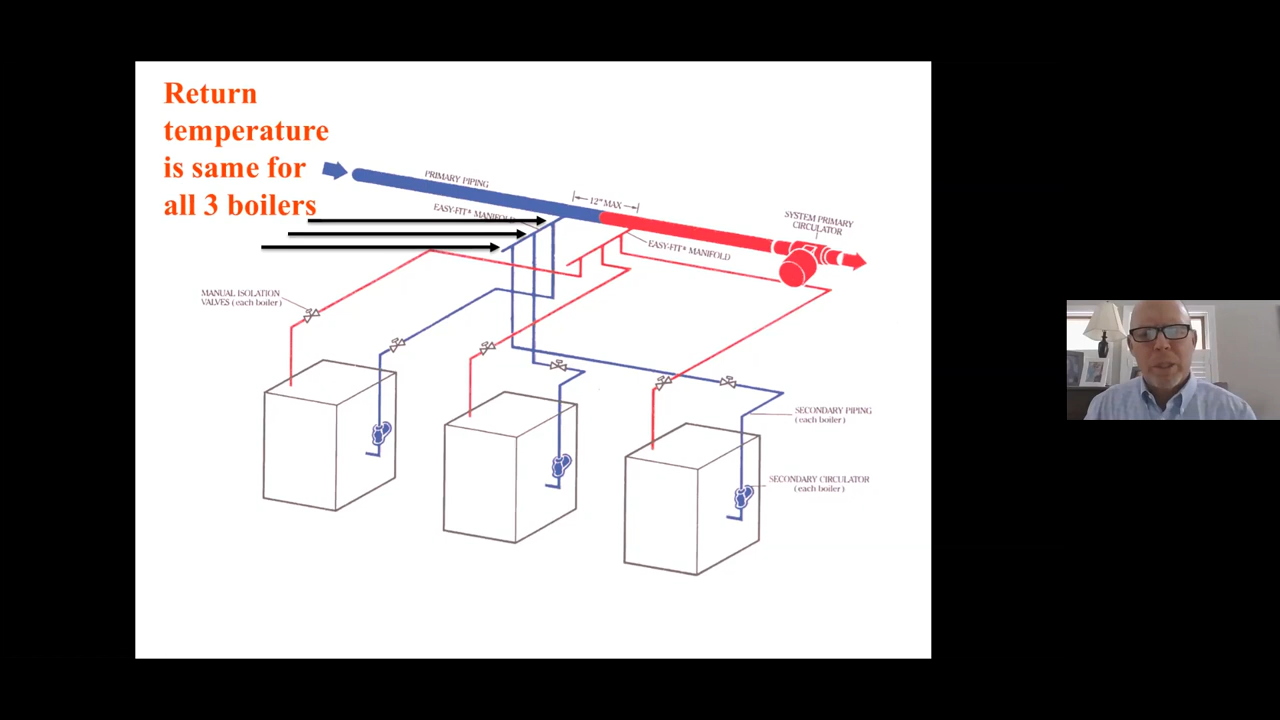 Return
temperature
is same for
all 3 boilers
PRIMARY PIPING
12" MAX
SYSTEM PRIMARY
CIRCULATOR
EASY-FIT® MANIFOLD
EASY-FIT® MANIFOLD
MANUAL ISOLATION
VALVES (each boiler)
SECONDARY PIPING
(each boiler)
SECONDARY CIRCULATOR
(each boiler)